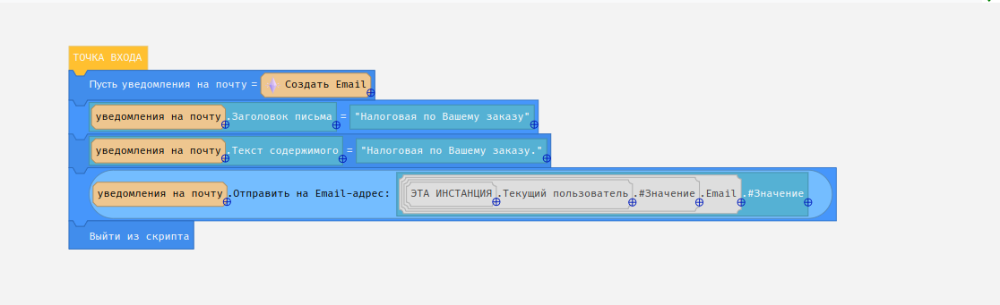 ТОЧКА ВХОДА
Пусть уведомления на почту = Создать Email
уведомления на почту.Заголовок письма = "Налоговая по Вашему заказу"
уведомления на почту.Текст содержимого = "Налоговая по Вашему заказу."
уведомления на почту.Отправить на Email-адрес: ЭТА ИНСТАНЦИЯ.Текущий пользователь.#Значение.Email.#Значение
Выйти из скрипта